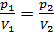 p₁/V₁ = p₂/V₂